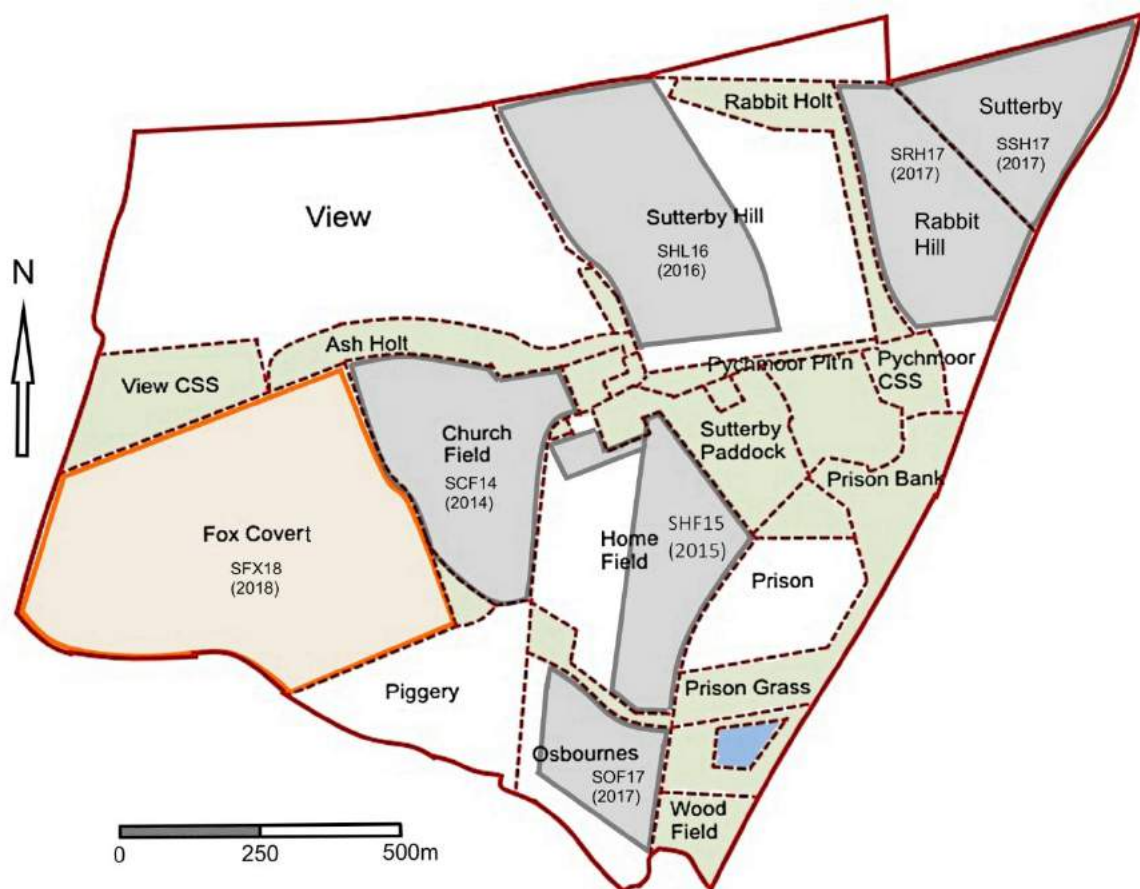 Rabbit Holt
Sutterby
SSH17
(2017)
SRH17
(2017)
Rabbit
Hill
View
Sutterby Hill
SHL16
(2016)
N
Ash Holt
View CSS
Pychmoor Plt'n
Pychmoor
CSS
Church
Field
SCF14
(2014)
Sutterby
Paddock
Prison Bank
Fox Covert
SFX18
(2018)
Home
Field
SHF15
(2015)
Prison
Piggery
Prison Grass
Osbournes
SOF17
(2017)
Wood
Field
0
250
500m